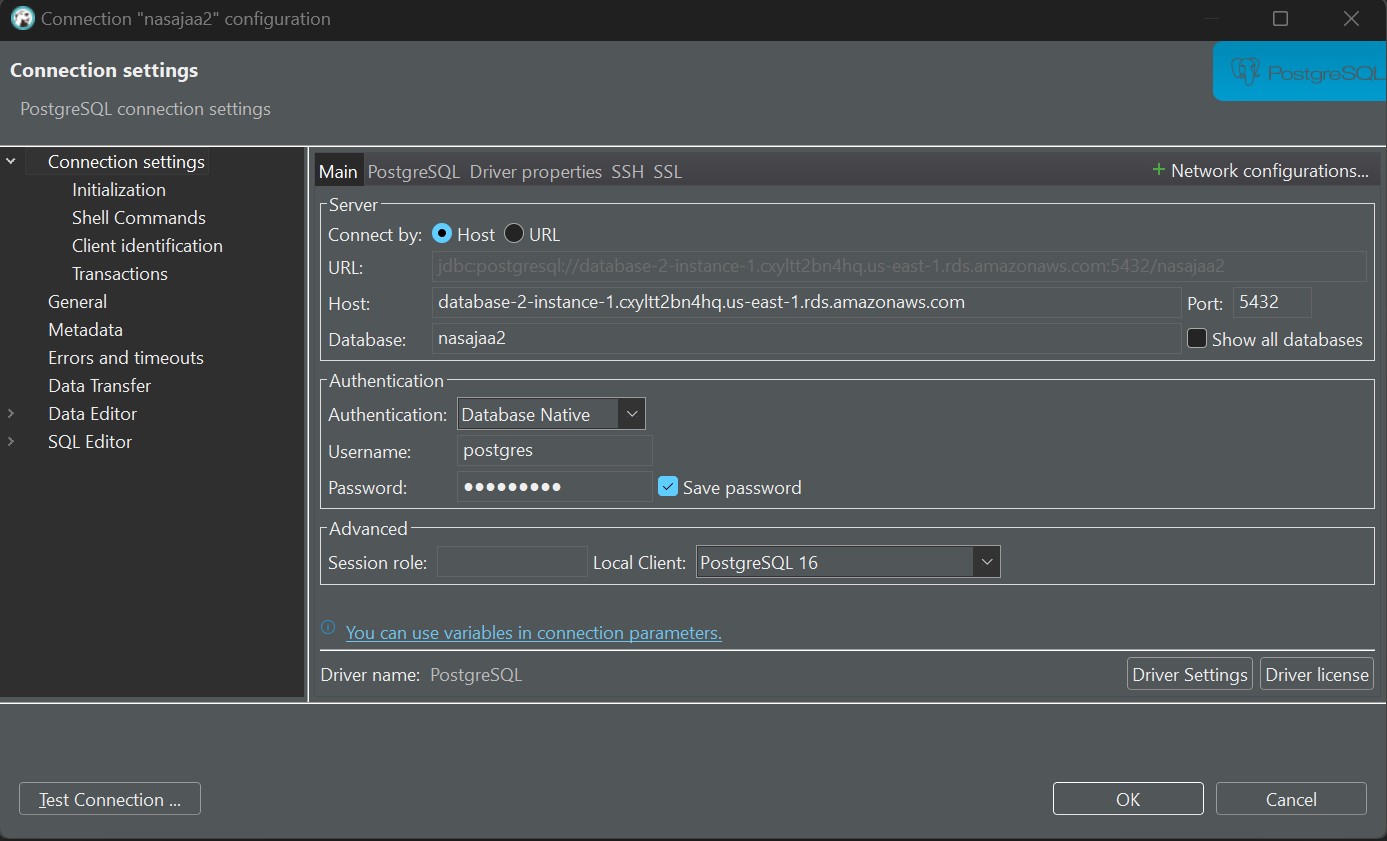 Connection "nasajaa2" configuration
Connection settings
PostgreSQL connection settings
PostgreSQL
Connection settings
Initialization
Shell Commands
Client identification
Transactions
General
Metadata
Errors and timeouts
Data Transfer
Data Editor
SQL Editor
Main PostgreSQL Driver properties SSH SSL + Network configurations...
Server
Connect by: Host URL
URL: jdbc:postgresql://database-2-instance-1.cxyltt2bn4hq.us-east-1.rds.amazonaws.com:5432/nasajaa2
Host: database-2-instance-1.cxyltt2bn4hq.us-east-1.rds.amazonaws.com Port: 5432
Database: nasajaa2 Show all databases
Authentication
Authentication: Database Native
Username: postgres
Password: ●●●●●●●●● Save password
Advanced
Session role: Local Client: PostgreSQL 16
You can use variables in connection parameters.
Driver name: PostgreSQL Driver Settings Driver license
Test Connection ... OK Cancel